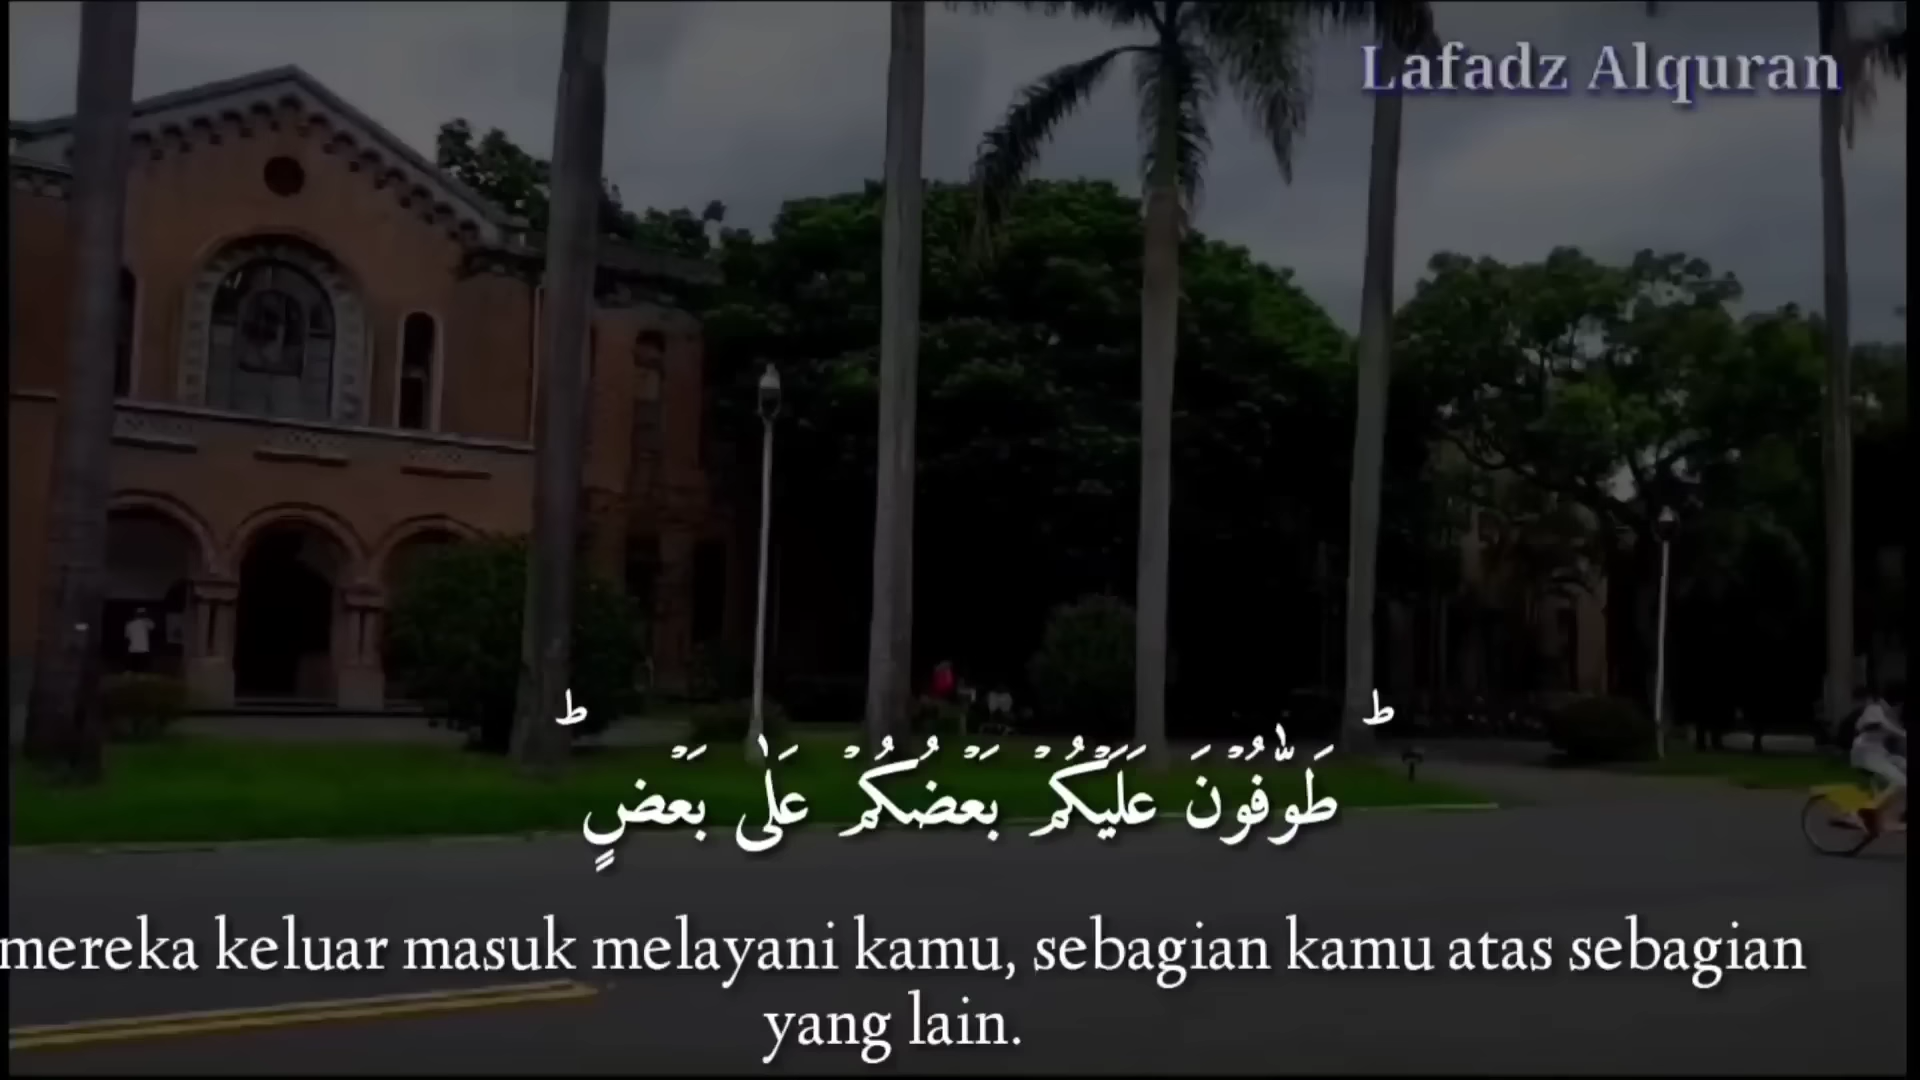 Lafadz Alquran
ؕ طَوّٰفُوۡنَ عَلَيۡكُمۡ بَعۡضُكُمۡ عَلٰى بَعۡضٍ ؕ
mereka keluar masuk melayani kamu, sebagian kamu atas sebagian
yang lain.